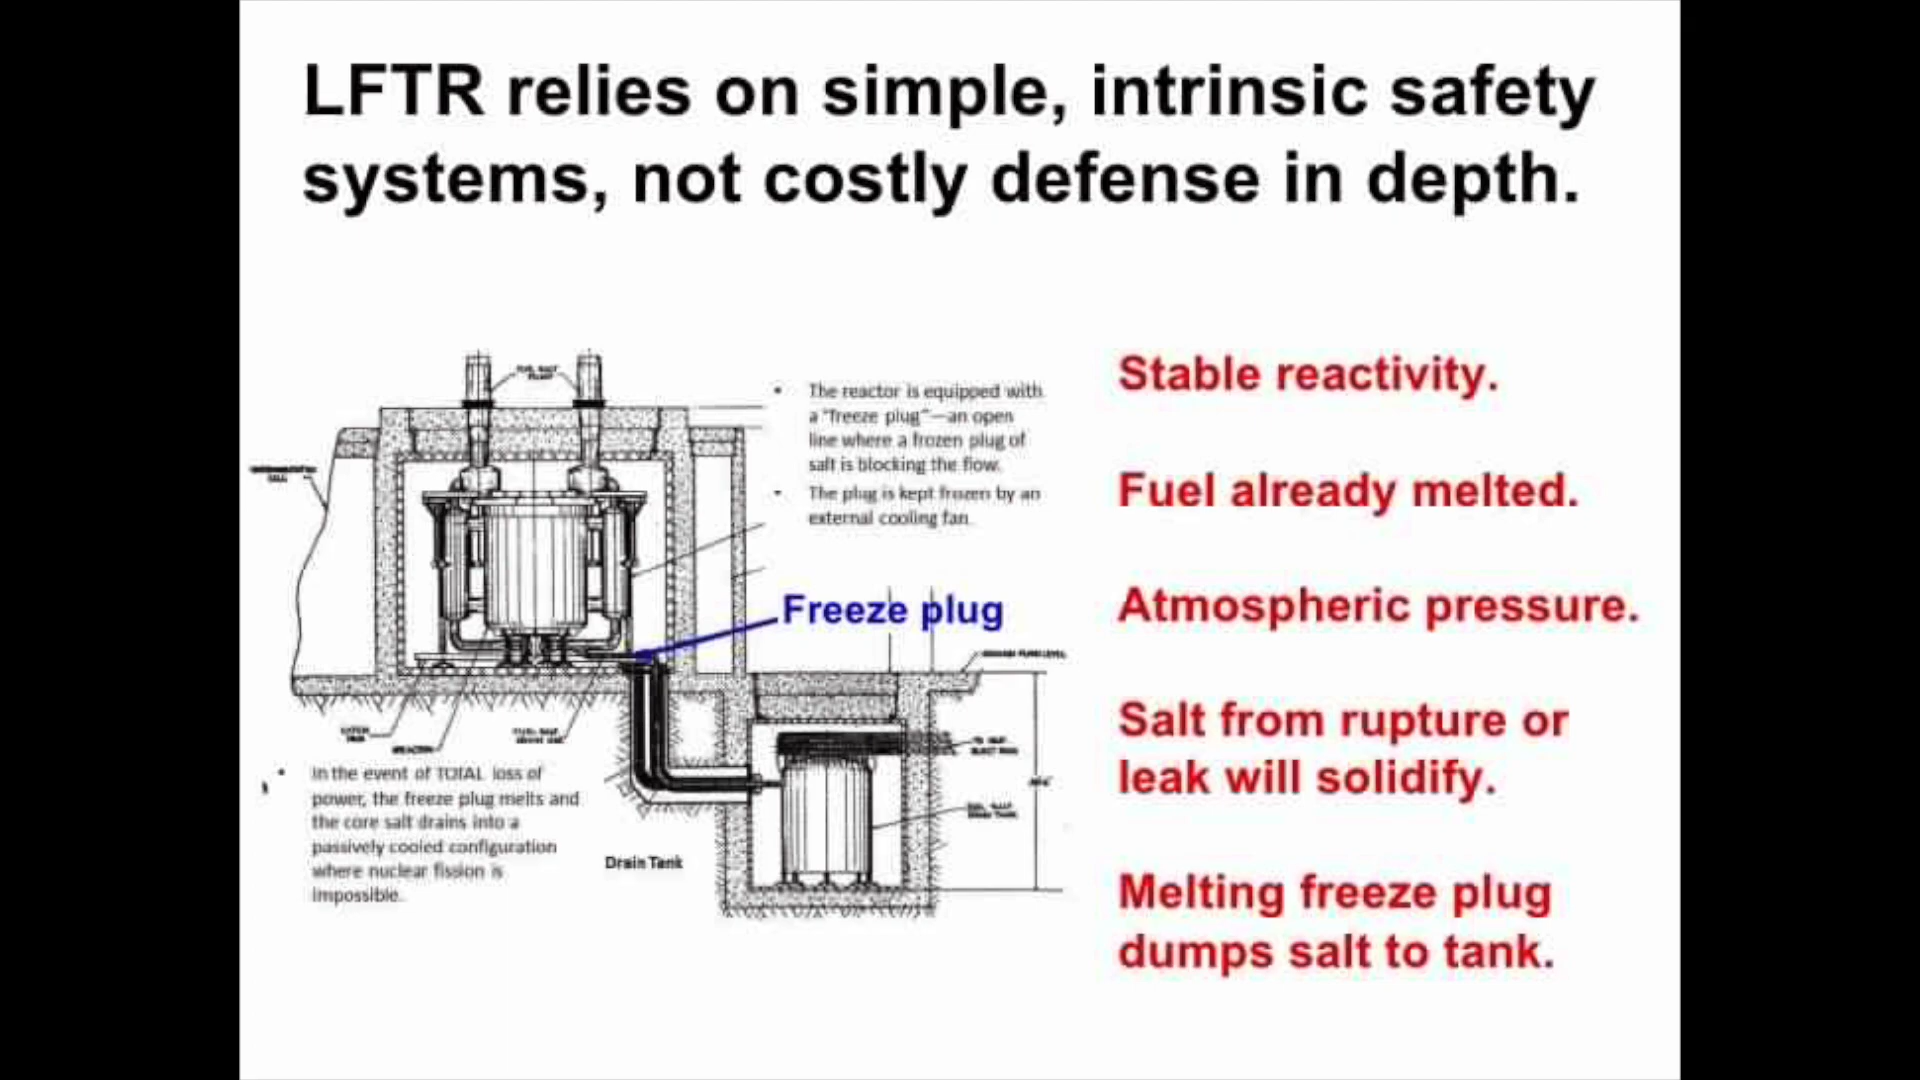 LFTR relies on simple, intrinsic safety
systems, not costly defense in depth.
• The reactor is equipped with
a "freeze plug"—an open
line where a frozen plug of
salt is blocking the flow.
• The plug is kept frozen by an
external cooling fan.
Freeze plug
• In the event of TOTAL loss of
power, the freeze plug melts and
the core salt drains into a
passively cooled configuration
where nuclear fission is
impossible.
Drain Tank
Stable reactivity.
Fuel already melted.
Atmospheric pressure.
Salt from rupture or
leak will solidify.
Melting freeze plug
dumps salt to tank.